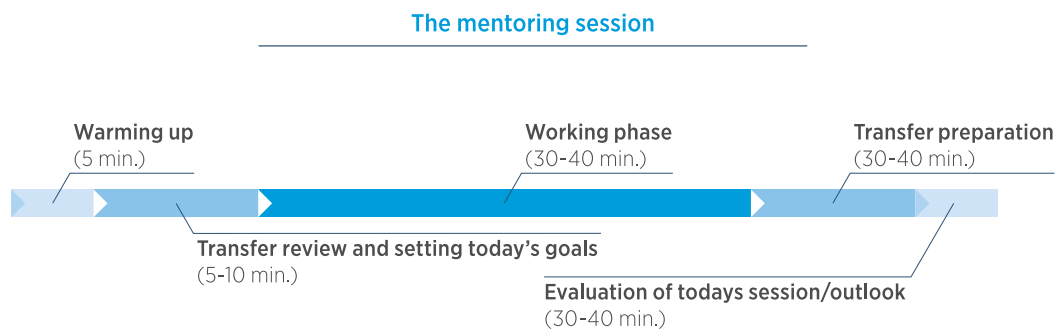 The mentoring session
Warming up
(5 min.)
Working phase
(30-40 min.)
Transfer preparation
(30-40 min.)
Transfer review and setting today's goals
(5-10 min.)
Evaluation of todays session/outlook
(30-40 min.)